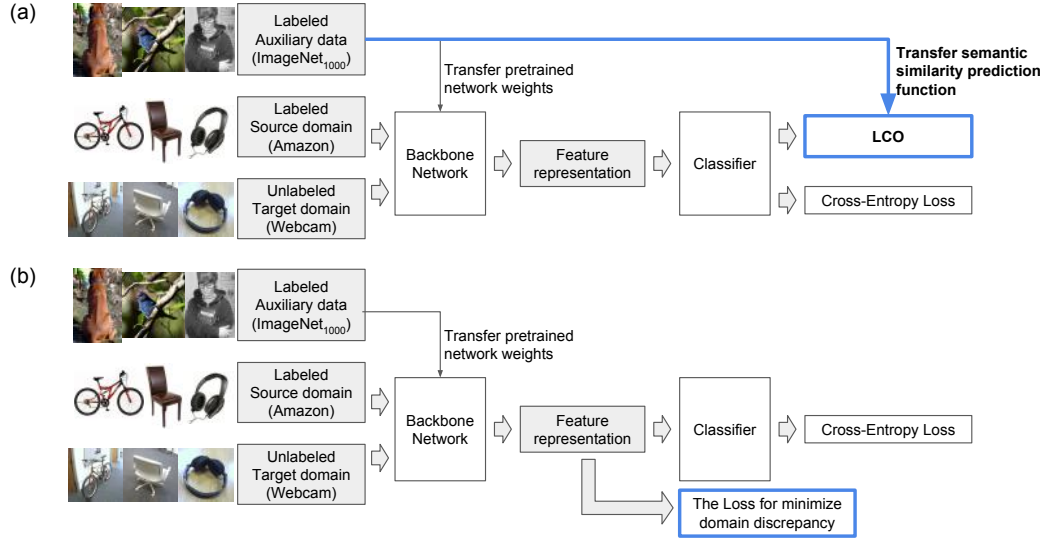 (a)
Labeled
Auxiliary data
(ImageNet1000)
Transfer pretrained
network weights
Transfer semantic
similarity prediction
function
Labeled
Source domain
(Amazon)
Unlabeled
Target domain
(Webcam)
Backbone
Network
Feature
representation
Classifier
LCO
Cross-Entropy Loss
(b)
Labeled
Auxiliary data
(ImageNet1000)
Transfer pretrained
network weights
Labeled
Source domain
(Amazon)
Unlabeled
Target domain
(Webcam)
Backbone
Network
Feature
representation
Classifier
Cross-Entropy Loss
The Loss for minimize
domain discrepancy